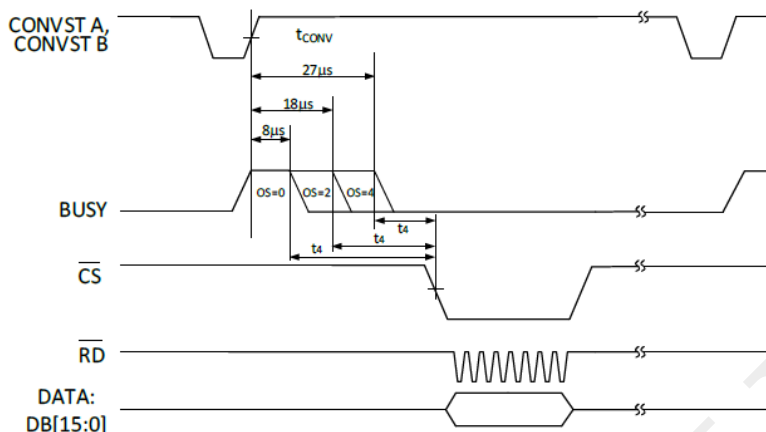 CONVST A,
CONVST B
tCONV
27µs
18µs
8µs
OS=0 OS=2 OS=4
BUSY
t4
t4
t4
CS
RD
DATA:
DB[15:0]